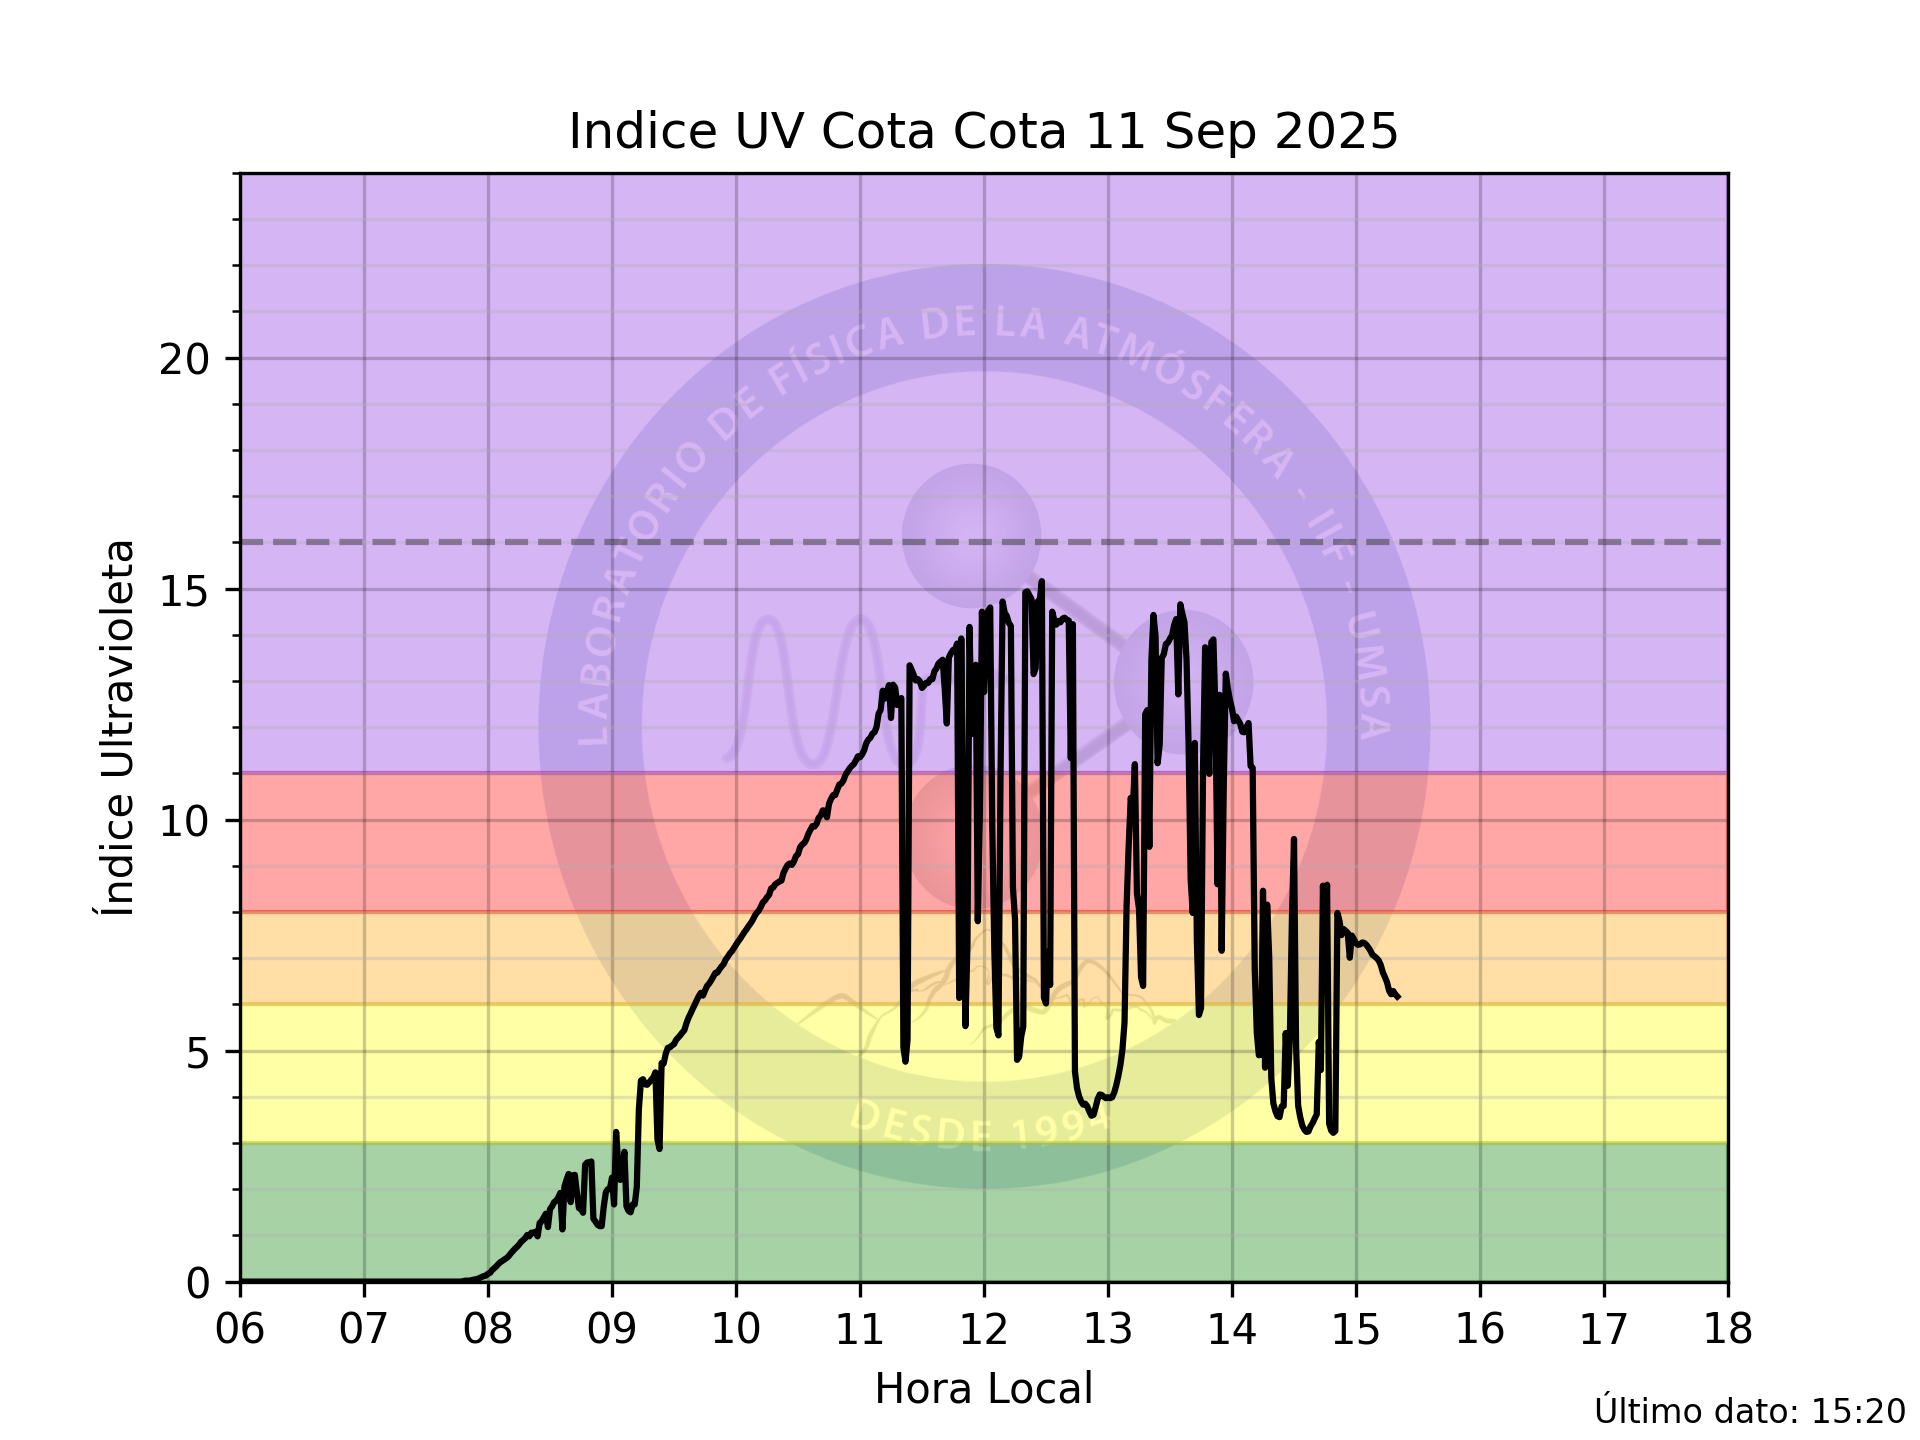 Indice UV Cota Cota 11 Sep 2025
Índice Ultravioleta
20
15
10
5
0
LABORATORIO DE FÍSICA DE LA ATMÓSFERA - IIF - UMSA
DESDE 1994
06 07 08 09 10 11 12 13 14 15 16 17 18
Hora Local
Último dato: 15:20